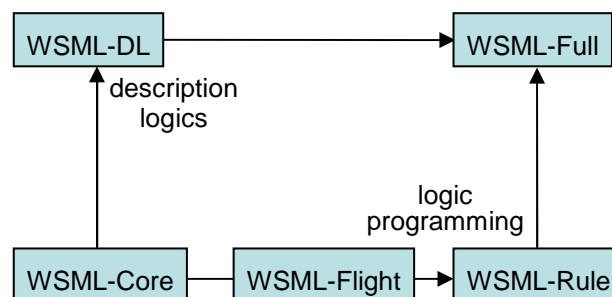 WSML-DL
WSML-Full
description
logics
logic
programming
WSML-Core
WSML-Flight
WSML-Rule